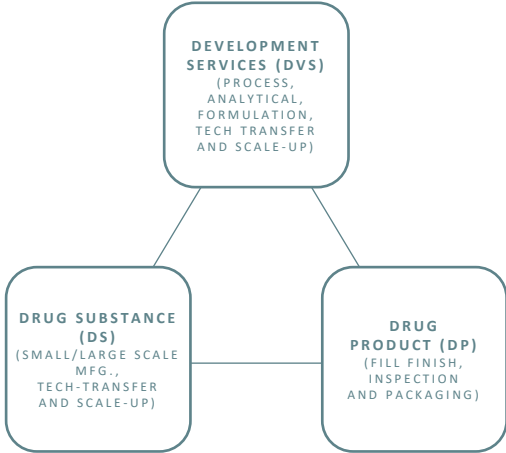 DEVELOPMENT
SERVICES (DVS)
(PROCESS,
ANALYTICAL,
FORMULATION,
TECH TRANSFER
AND SCALE-UP)
DRUG SUBSTANCE
(DS)
(SMALL/LARGE SCALE
MFG.,
TECH-TRANSFER
AND SCALE-UP)
DRUG
PRODUCT (DP)
(FILL FINISH,
INSPECTION
AND PACKAGING)